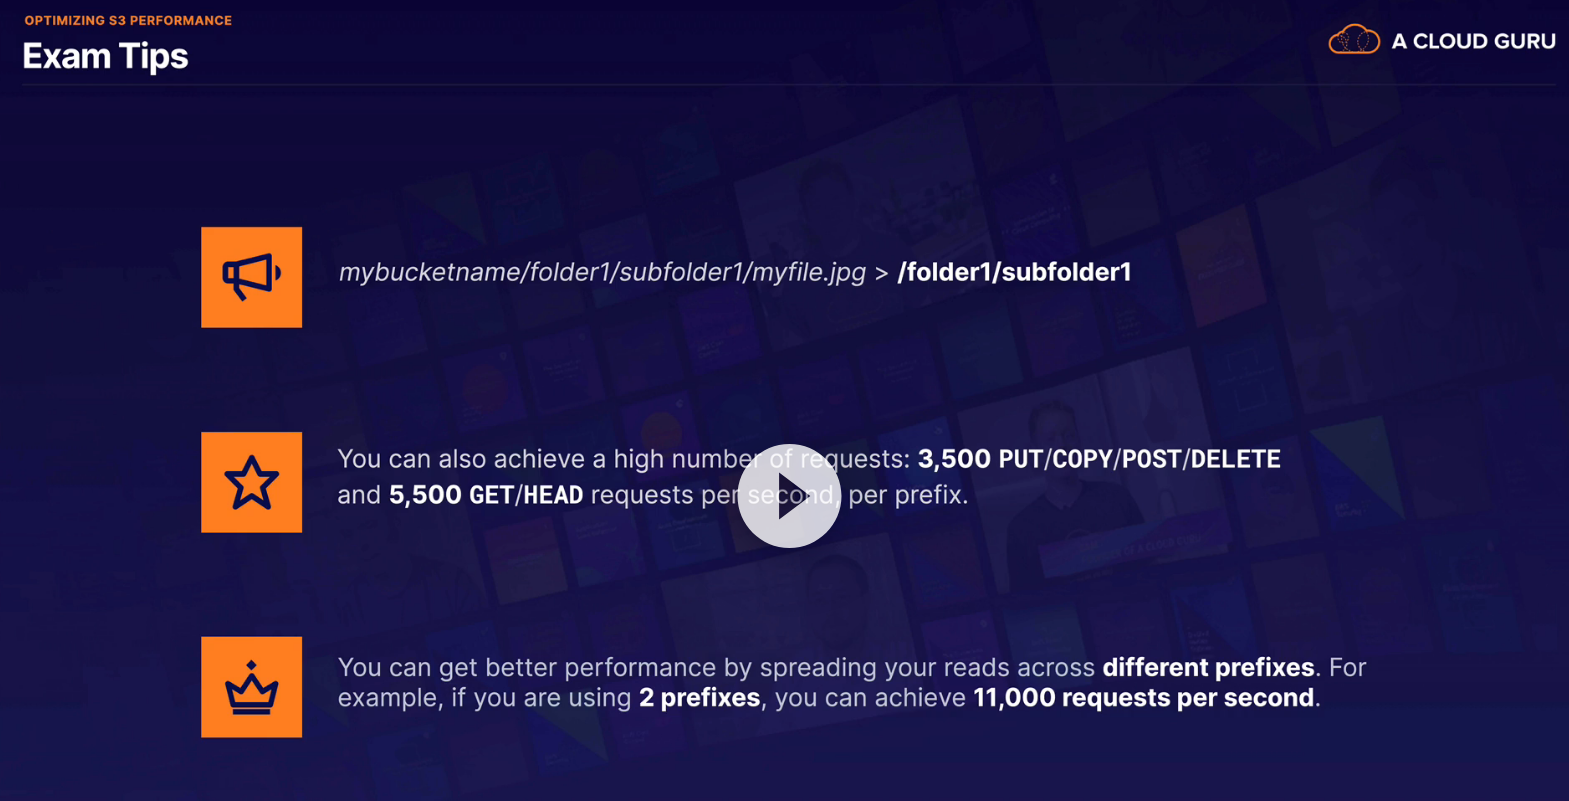 OPTIMIZING S3 PERFORMANCE
Exam Tips
A CLOUD GURU
mybucketname/folder1/subfolder1/myfile.jpg > /folder1/subfolder1
You can also achieve a high number of requests: 3,500 PUT/COPY/POST/DELETE
and 5,500 GET/HEAD requests per second, per prefix.
You can get better performance by spreading your reads across different prefixes. For
example, if you are using 2 prefixes, you can achieve 11,000 requests per second.